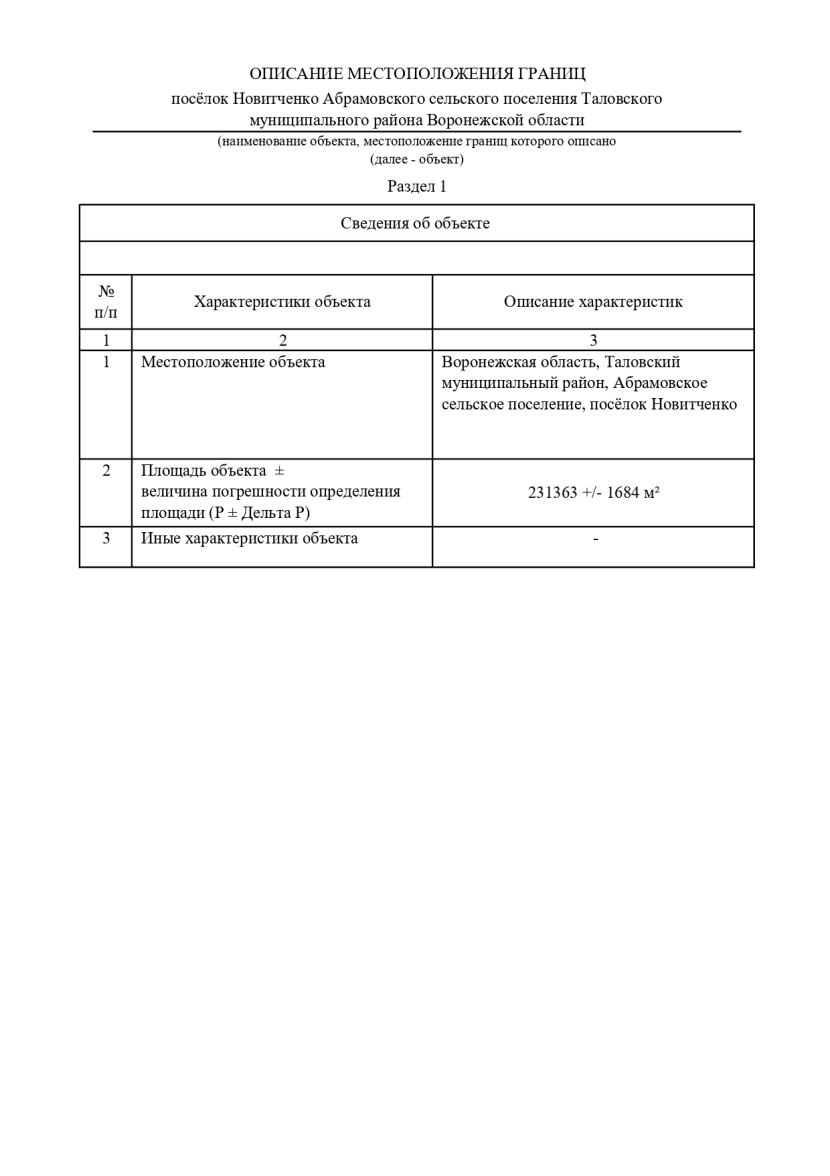 ОПИСАНИЕ МЕСТОПОЛОЖЕНИЯ ГРАНИЦ
посёлок Новитченко Абрамовского сельского поселения Таловского
муниципального района Воронежской области
(наименование объекта, местоположение границ которого описано
(далее - объект)
Раздел 1
Сведения об объекте
№
п/п
Характеристики объекта
Описание характеристик
1
2
3
1
Местоположение объекта
Воронежская область, Таловский
муниципальный район, Абрамовское
сельское поселение, посёлок Новитченко
2
Площадь объекта ±
величина погрешности определения
площади (P ± Дельта P)
231363 +/- 1684 м²
3
Иные характеристики объекта
-